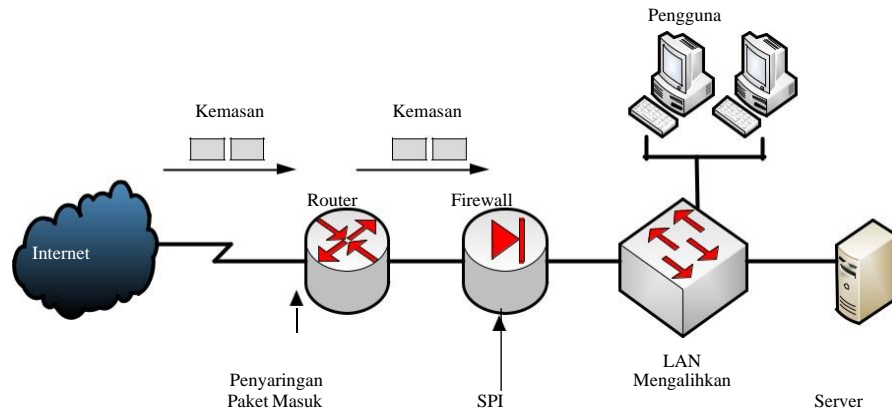 Pengguna
Kemasan
Kemasan
Router
Firewall
Internet
Penyaringan
Paket Masuk
SPI
LAN
Mengalihkan
Server